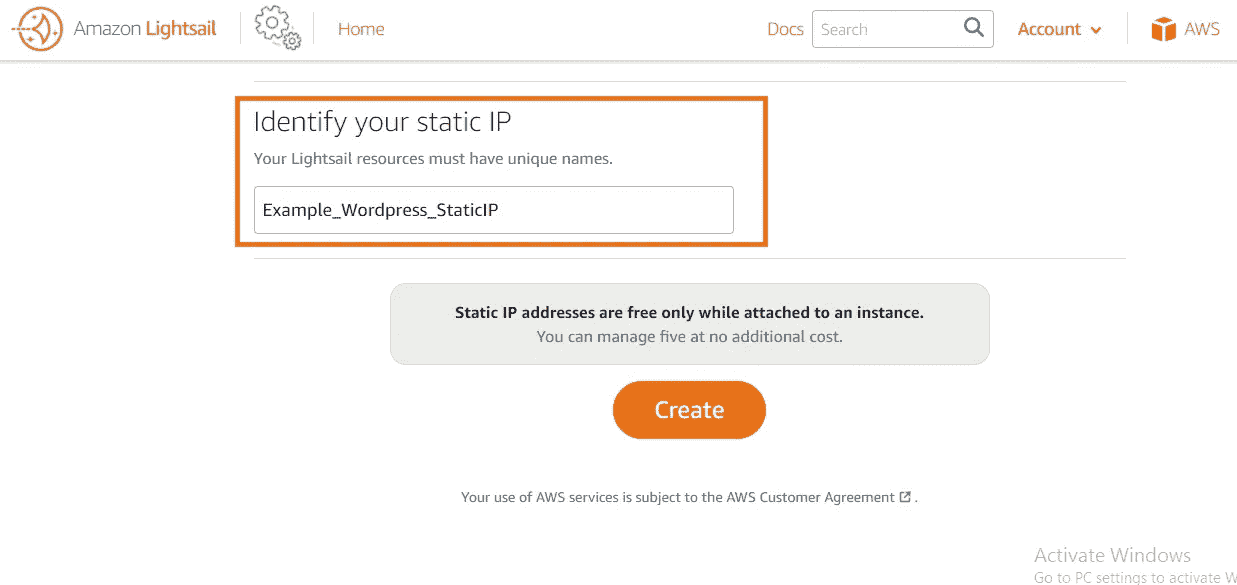 Amazon Lightsail
Home
Docs
Search
Account
AWS
Identify your static IP
Your Lightsail resources must have unique names.
Example_Wordpress_StaticIP
Static IP addresses are free only while attached to an instance.
You can manage five at no additional cost.
Create
Your use of AWS services is subject to the AWS Customer Agreement .
Activate Windows
Go to PC settings to activate W